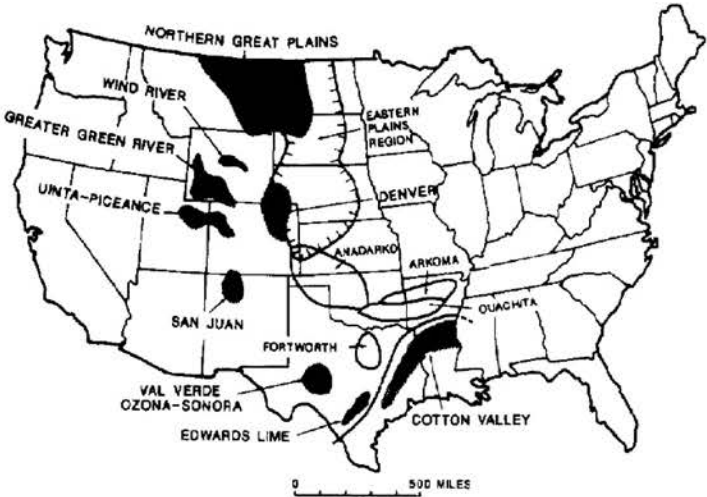 NORTHERN GREAT PLAINS
WIND RIVER
GREATER GREEN RIVER
EASTERN
PLAINS
REGION
UINTA-PICEANCE
DENVER
ANADARKO
ARKOMA
OUACHITA
SAN JUAN
FORTWORTH
VAL VERDE
OZONA-SONORA
EDWARDS LIME
COTTON VALLEY
0 500 MILES